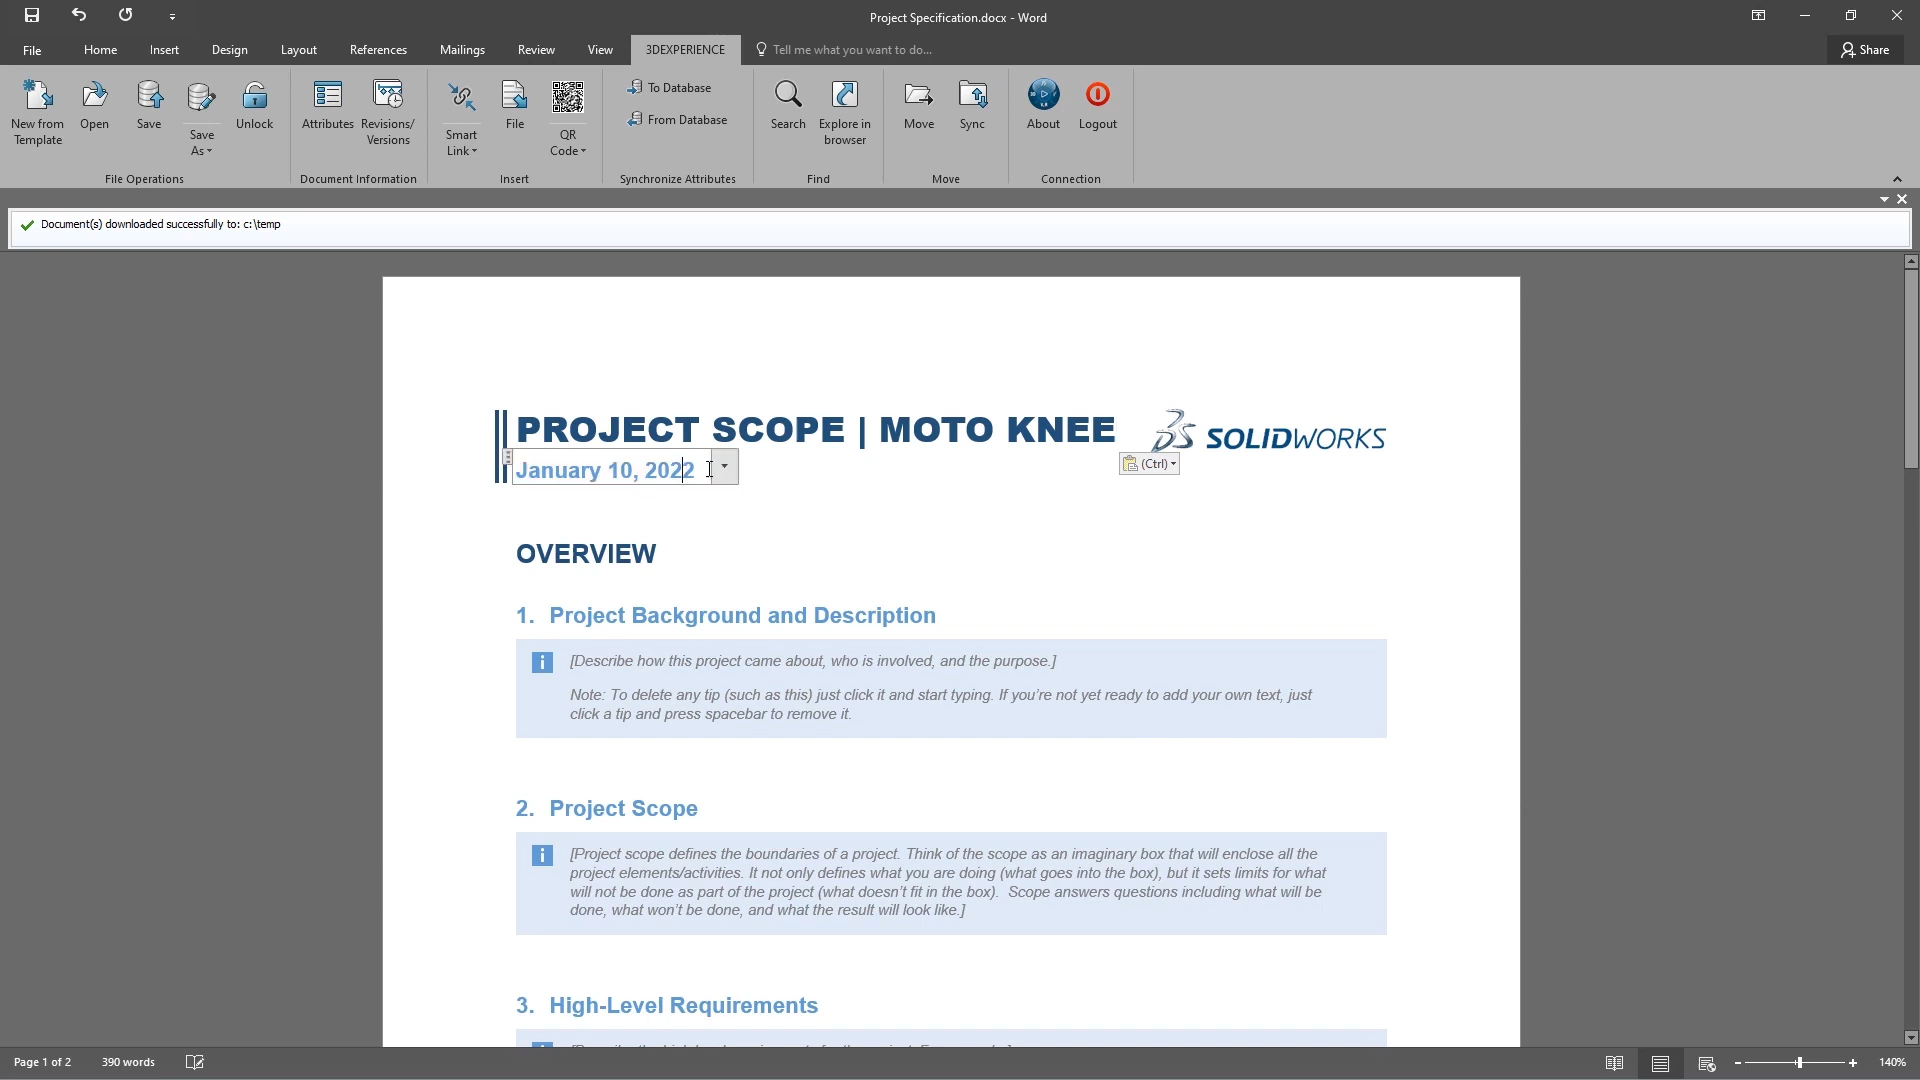 Project Specification.docx - Word
File Home Insert Design Layout References Mailings Review View 3DEXPERIENCE Tell me what you want to do... Share
New from Template
Open
Save
Save As
Unlock
File Operations
Attributes
Revisions/ Versions
Document Information
Smart Link
File
QR Code
Insert
To Database
From Database
Synchronize Attributes
Search
Explore in browser
Find
Move
Sync
Move
About
Logout
Connection
Document(s) downloaded successfully to: c:\temp
PROJECT SCOPE | MOTO KNEE
SOLIDWORKS
(Ctrl)
January 10, 2022
OVERVIEW
1. Project Background and Description
[Describe how this project came about, who is involved, and the purpose.]
Note: To delete any tip (such as this) just click it and start typing. If you're not yet ready to add your own text, just
click a tip and press spacebar to remove it.
2. Project Scope
[Project scope defines the boundaries of a project. Think of the scope as an imaginary box that will enclose all the
project elements/activities. It not only defines what you are doing (what goes into the box), but it sets limits for what
will not be done as part of the project (what doesn't fit in the box). Scope answers questions including what will be
done, what won't be done, and what the result will look like.]
3. High-Level Requirements
Page 1 of 2 390 words 140%